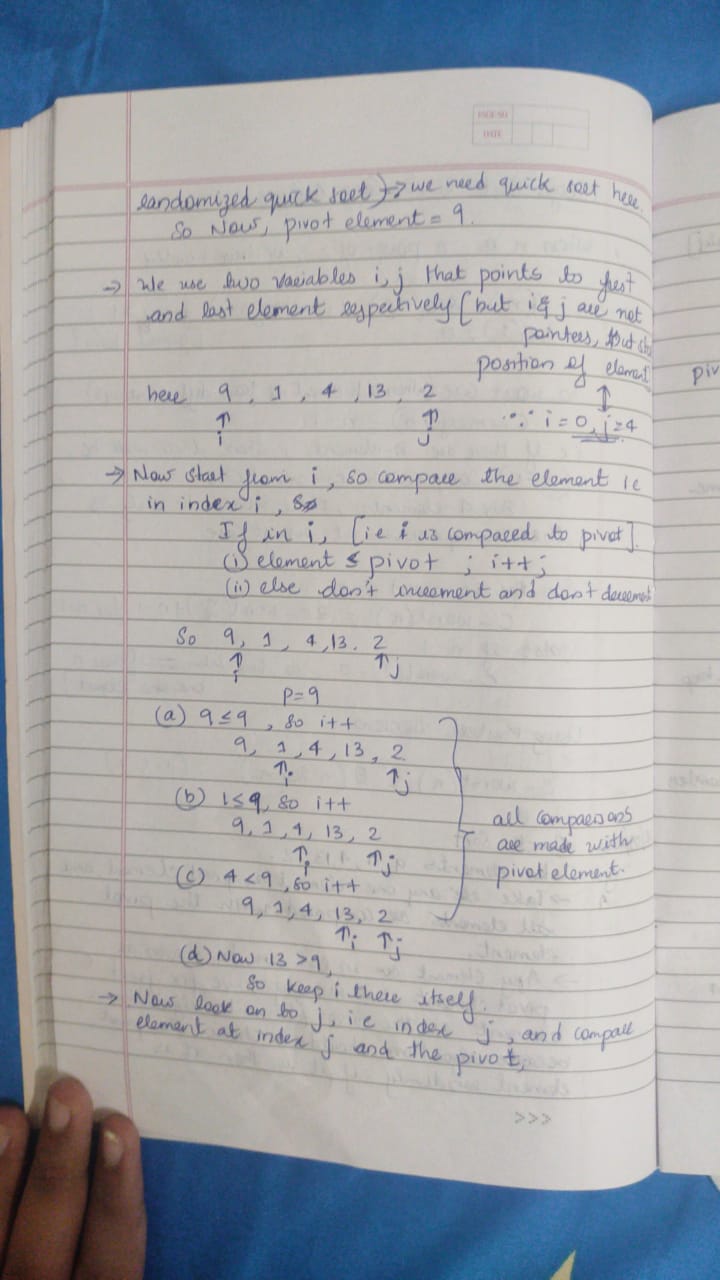 PAGE NO
DATE
randomized quick sort } → we need quick sort here.
So Now, pivot element = 9.
→ We use two variables i, j that points to first
and last element respectively [but i & j are not
pointers, but
position of element
here 9 , 1 , 4 , 13 , 2
↑ ↑ ∵ i = 0, j = 4
i j
→ Now start from i, so compare the element ie
in index i, so
If in i, [ie i is compared to pivot].
(i) element ≤ pivot ; i++;
(ii) else don't increment and don't decrement
So 9, 1, 4, 13, 2
↑ ↑j
i
P=9
(a) 9≤9, so i++
9, 1, 4, 13, 2
↑i ↑j
(b) 1≤9, so i++
9, 1, 4, 13, 2
↑i ↑j
(c) 4<9, so i++
9, 1, 4, 13, 2
↑i ↑j
all comparisons
are made with
pivot element.
(d) Now 13 >9,
So keep i there itself.
→ Now look on to j, ie index j, and compare
element at index j and the pivot,
>>>
piv